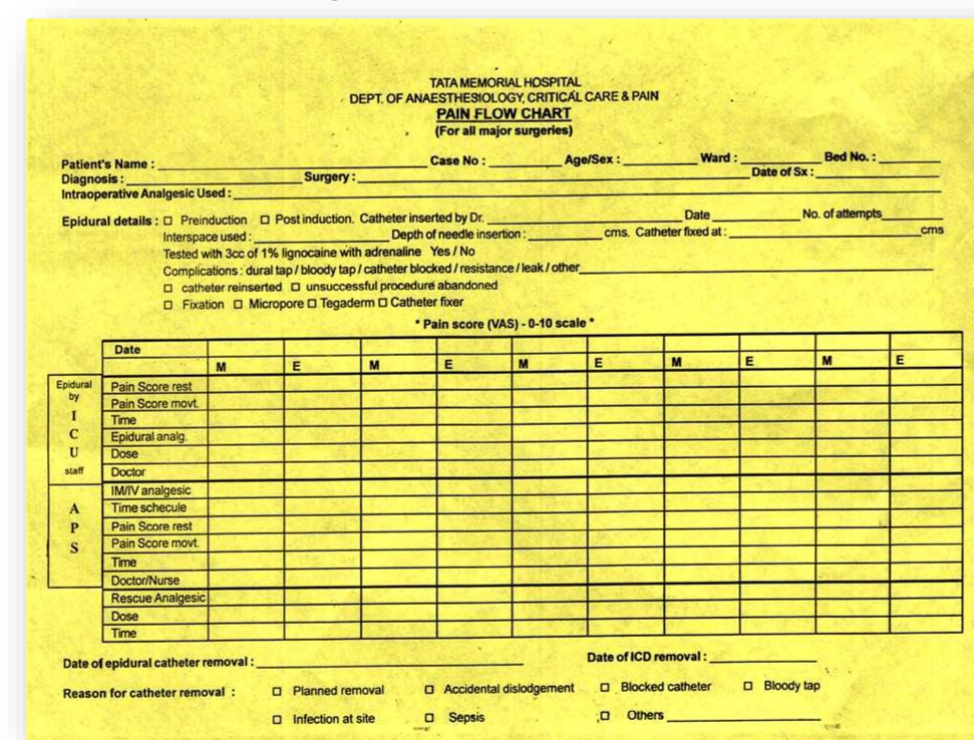 TATA MEMORIAL HOSPITAL
DEPT. OF ANAESTHESIOLOGY, CRITICAL CARE & PAIN
PAIN FLOW CHART
(For all major surgeries)
Patient's Name : Case No : Age/Sex : Ward : Bed No. :
Diagnosis : Surgery : Date of Sx :
Intraoperative Analgesic Used :
Epidural details : □ Preinduction □ Post induction. Catheter inserted by Dr. Date No. of attempts
Interspace used : Depth of needle insertion : cms. Catheter fixed at : cms
Tested with 3cc of 1% lignocaine with adrenaline Yes / No
Complications : dural tap / bloody tap / catheter blocked / resistance / leak / other
□ catheter reinserted □ unsuccessful procedure abandoned
□ Fixation □ Micropore □ Tegaderm □ Catheter fixer
* Pain score (VAS) - 0-10 scale *
Date
M E M E M E M E M E
Epidural by I C U staff
Pain Score rest
Pain Score movt.
Time
Epidural analg.
Dose
Doctor
A P S
IM/IV analgesic
Time schecule
Pain Score rest
Pain Score movt.
Time
Doctor/Nurse
Rescue Analgesic
Dose
Time
Date of epidural catheter removal : Date of ICD removal :
Reason for catheter removal : □ Planned removal □ Accidental dislodgement □ Blocked catheter □ Bloody tap
□ Infection at site □ Sepsis □ Others